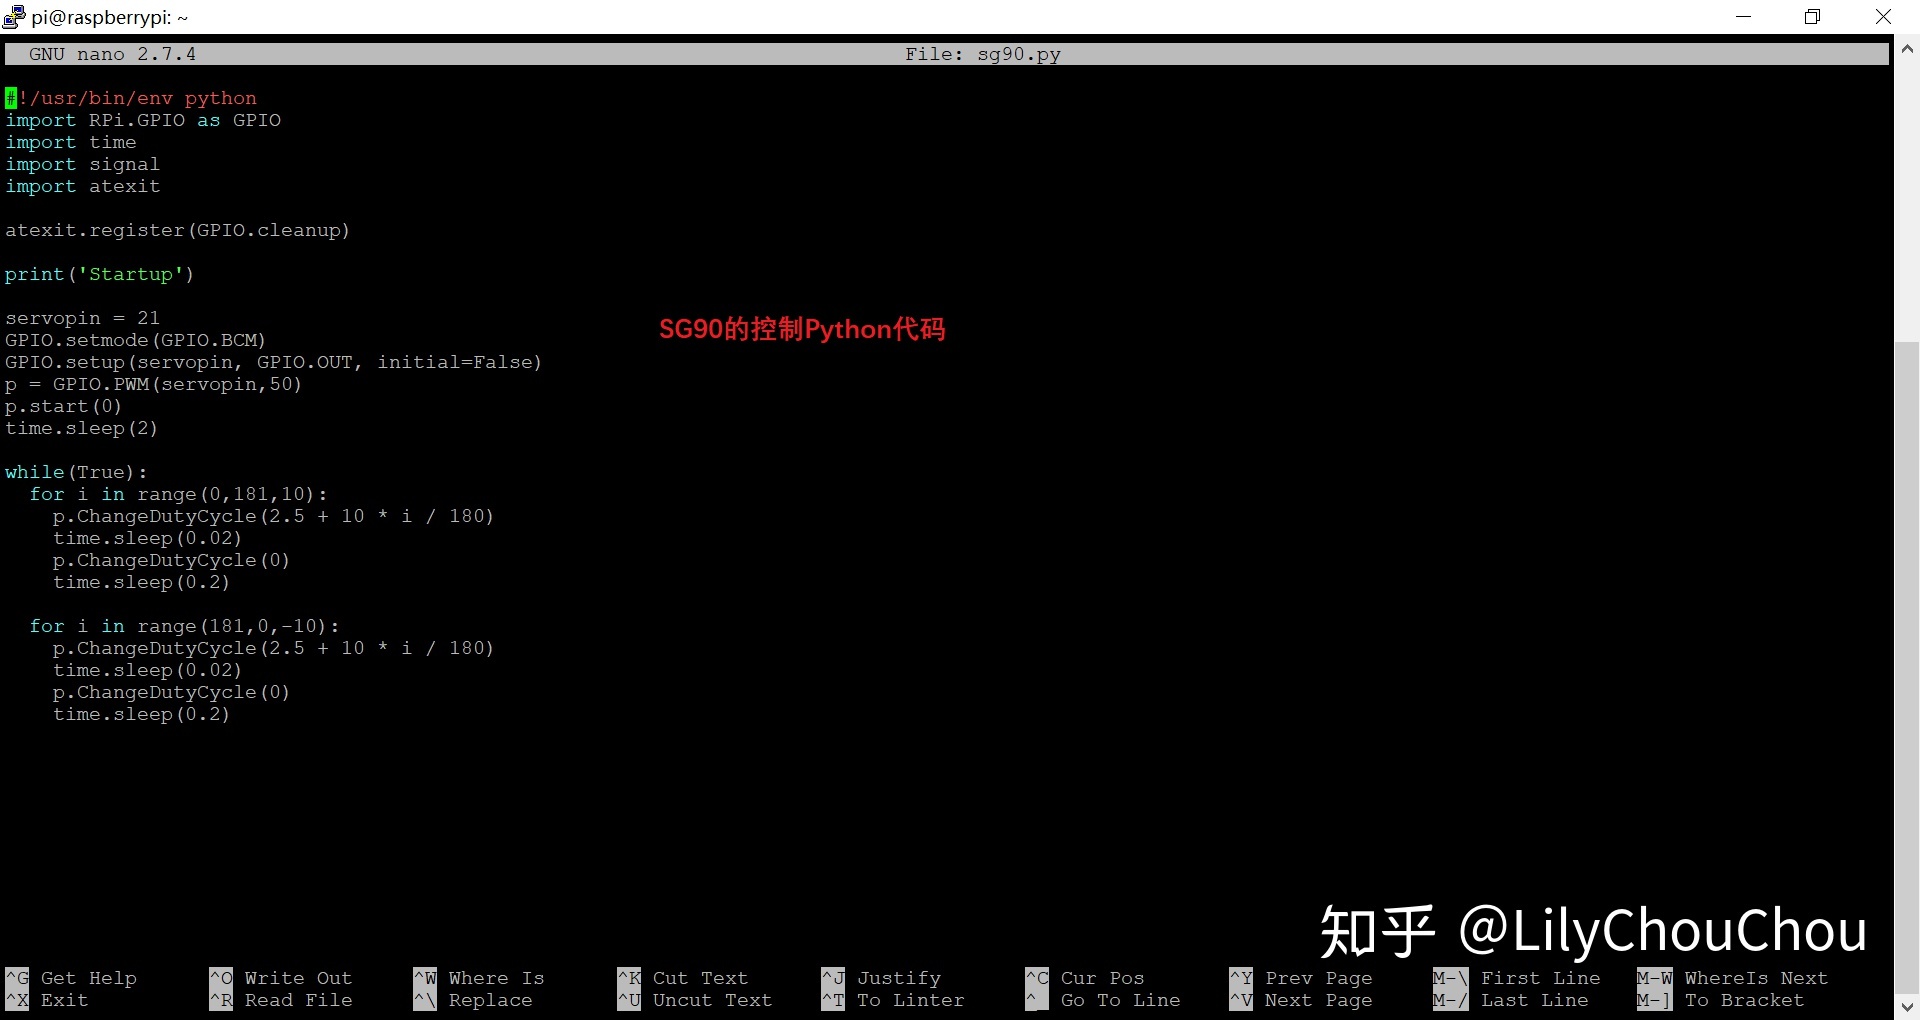 pi@raspberrypi: ~
GNU nano 2.7.4 File: sg90.py
#!/usr/bin/env python
import RPi.GPIO as GPIO
import time
import signal
import atexit
atexit.register(GPIO.cleanup)
print('Startup')
servopin = 21
GPIO.setmode(GPIO.BCM)
GPIO.setup(servopin, GPIO.OUT, initial=False)
p = GPIO.PWM(servopin,50)
p.start(0)
time.sleep(2)
SG90的控制Python代码
while(True):
  for i in range(0,181,10):
    p.ChangeDutyCycle(2.5 + 10 * i / 180)
    time.sleep(0.02)
    p.ChangeDutyCycle(0)
    time.sleep(0.2)
  for i in range(181,0,-10):
    p.ChangeDutyCycle(2.5 + 10 * i / 180)
    time.sleep(0.02)
    p.ChangeDutyCycle(0)
    time.sleep(0.2)
知乎 @LilyChouChou
^G Get Help ^O Write Out ^W Where Is ^K Cut Text ^J Justify ^C Cur Pos ^Y Prev Page M-\ First Line M-W WhereIs Next
^X Exit ^R Read File ^\ Replace ^U Uncut Text ^T To Linter ^_ Go To Line ^V Next Page M-/ Last Line M-] To Bracket